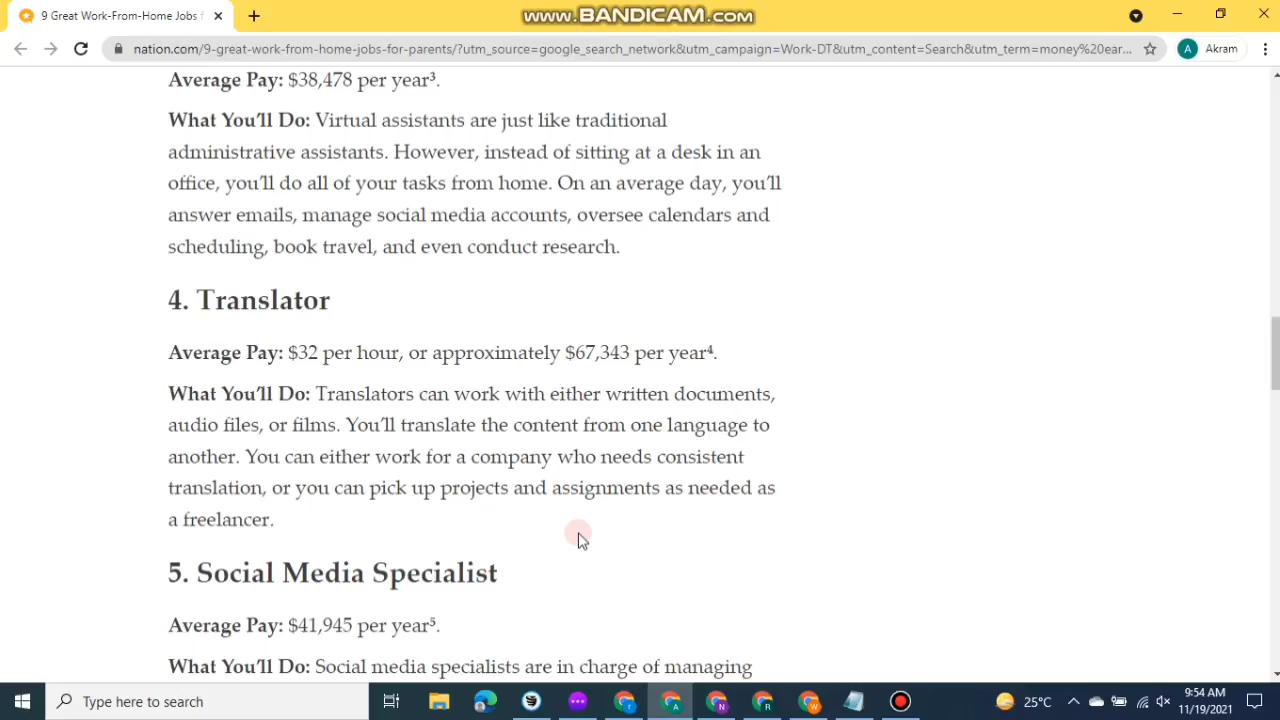 9 Great Work-From-Home Jobs f
www.BANDICAM.com
nation.com/9-great-work-from-home-jobs-for-parents/?utm_source=google_search_network&utm_campaign=Work-DT&utm_content=Search&utm_term=money%20ear...
A
Akram
Average Pay: $38,478 per year³.
What You'll Do: Virtual assistants are just like traditional
administrative assistants. However, instead of sitting at a desk in an
office, you'll do all of your tasks from home. On an average day, you'll
answer emails, manage social media accounts, oversee calendars and
scheduling, book travel, and even conduct research.
4. Translator
Average Pay: $32 per hour, or approximately $67,343 per year⁴.
What You'll Do: Translators can work with either written documents,
audio files, or films. You'll translate the content from one language to
another. You can either work for a company who needs consistent
translation, or you can pick up projects and assignments as needed as
a freelancer.
5. Social Media Specialist
Average Pay: $41,945 per year⁵.
What You'll Do: Social media specialists are in charge of managing
Type here to search
25°C
9:54 AM
11/19/2021